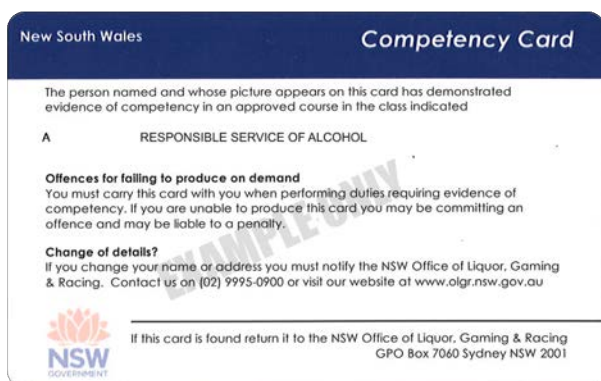 New South Wales
Competency Card
The person named and whose picture appears on this card has demonstrated
evidence of competency in an approved course in the class indicated
A RESPONSIBLE SERVICE OF ALCOHOL
Offences for failing to produce on demand
You must carry this card with you when performing duties requiring evidence of
competency. If you are unable to produce this card you may be committing an
offence and may be liable to a penalty.
EXAMPLE ONLY
Change of details?
If you change your name or address you must notify the NSW Office of Liquor, Gaming
& Racing. Contact us on (02) 9995-0900 or visit our website at www.olgr.nsw.gov.au
NSW
GOVERNMENT
If this card is found return it to the NSW Office of Liquor, Gaming & Racing
GPO Box 7060 Sydney NSW 2001